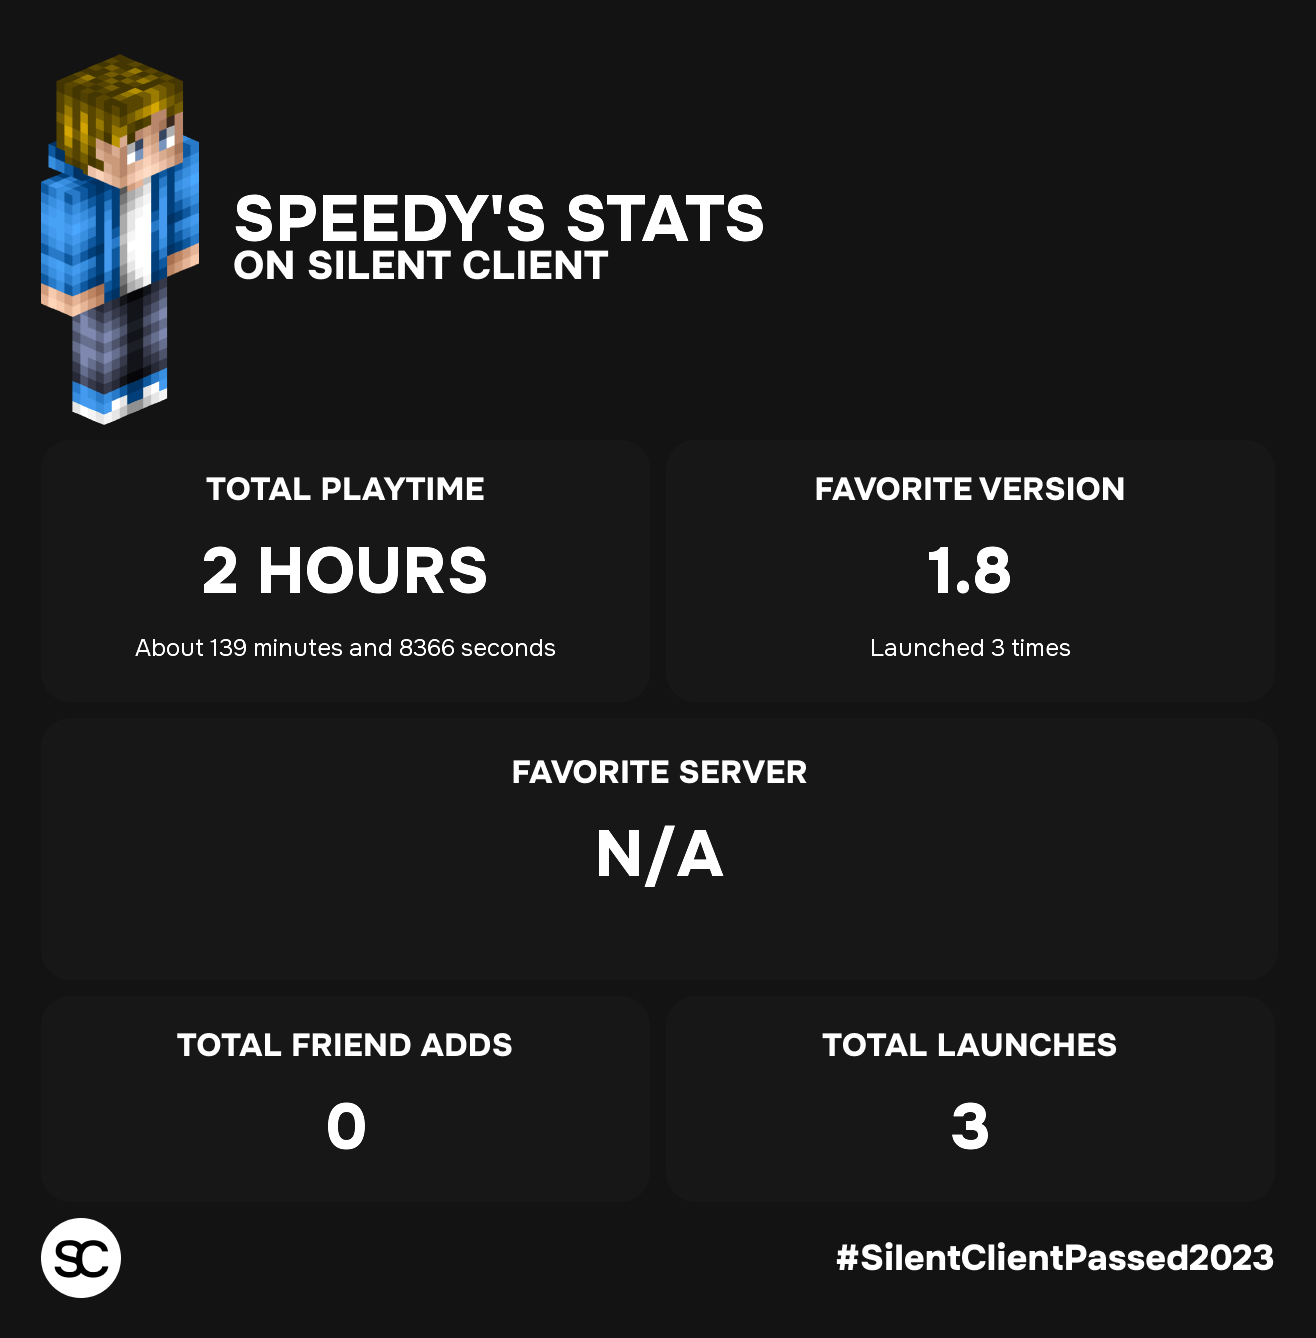 SPEEDY'S STATS
ON SILENT CLIENT
TOTAL PLAYTIME
2 HOURS
About 139 minutes and 8366 seconds
FAVORITE VERSION
1.8
Launched 3 times
FAVORITE SERVER
N/A
TOTAL FRIEND ADDS
0
TOTAL LAUNCHES
3
SC
#SilentClientPassed2023